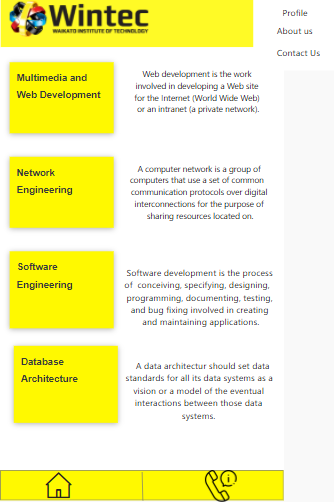 Wintec
WAIKATO INSTITUTE OF TECHNOLOGY
Profile
About us
Contact Us
Multimedia and
Web Development
Web development is the work
involved in developing a Web site
for the Internet (World Wide Web)
or an intranet (a private network).
Network
Engineering
A computer network is a group of
computers that use a set of common
communication protocols over digital
interconnections for the purpose of
sharing resources located on.
Software
Engineering
Software development is the process
of conceiving, specifying, designing,
programming, documenting, testing,
and bug fixing involved in creating
and maintaining applications.
Database
Architecture
A data architectur should set data
standards for all its data systems as a
vision or a model of the eventual
interactions between those data
systems.
i